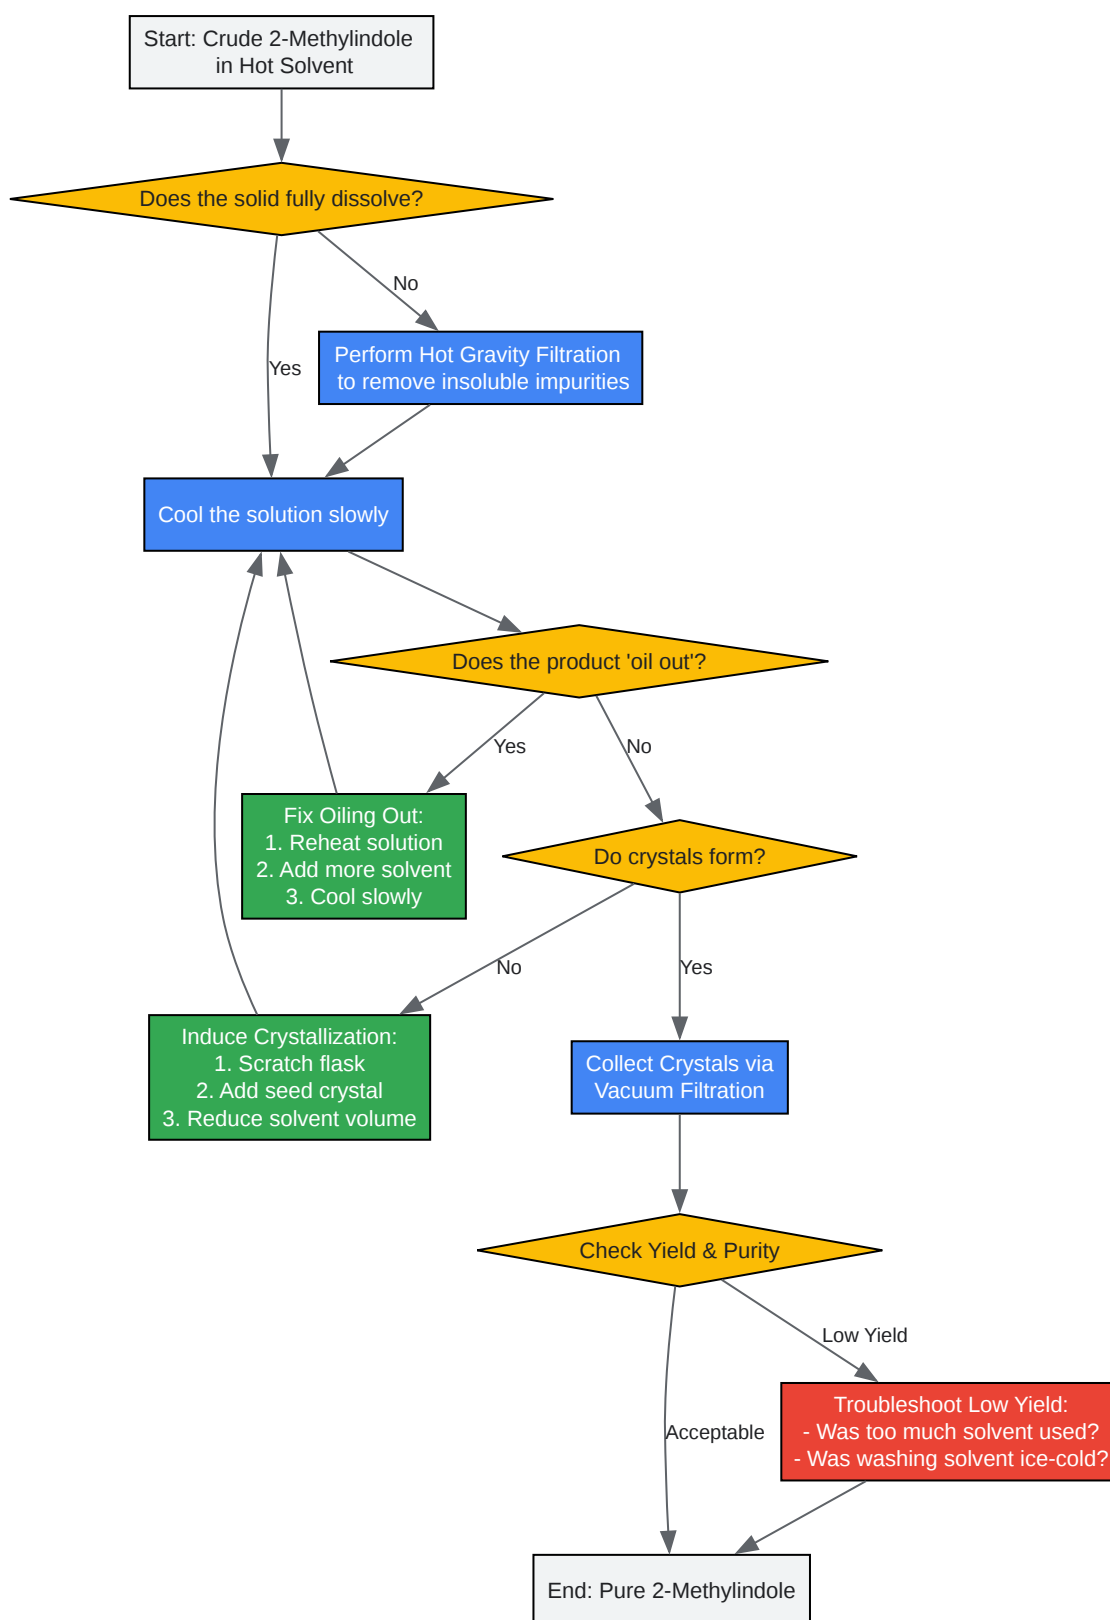 Start: Crude 2-Methylindole
in Hot Solvent
Does the solid fully dissolve?
No
Yes
Perform Hot Gravity Filtration
to remove insoluble impurities
Cool the solution slowly
Does the product 'oil out'?
Yes
No
Fix Oiling Out:
1. Reheat solution
2. Add more solvent
3. Cool slowly
Do crystals form?
No
Yes
Induce Crystallization:
1. Scratch flask
2. Add seed crystal
3. Reduce solvent volume
Collect Crystals via
Vacuum Filtration
Check Yield & Purity
Low Yield
Acceptable
Troubleshoot Low Yield:
- Was too much solvent used?
- Was washing solvent ice-cold?
End: Pure 2-Methylindole